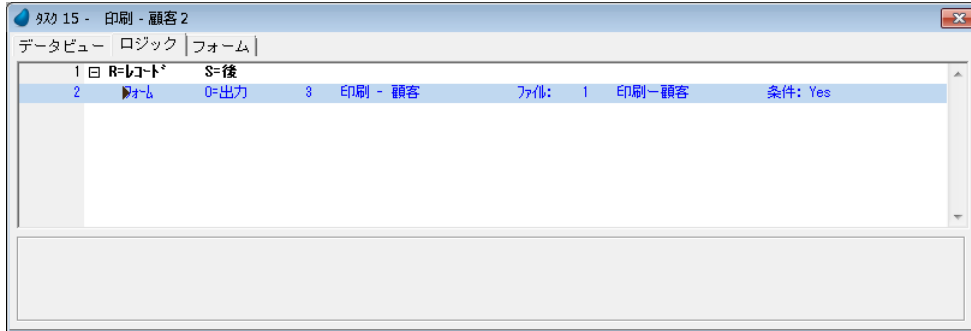 ﾀｽｸ 15 - 印刷 - 顧客2
データビュー ロジック フォーム
1 R=ﾚｺｰﾄﾞ S=後
2 ﾌｫｰﾑ O=出力 3 印刷 - 顧客 ﾌｧｲﾙ: 1 印刷ー顧客 条件: Yes